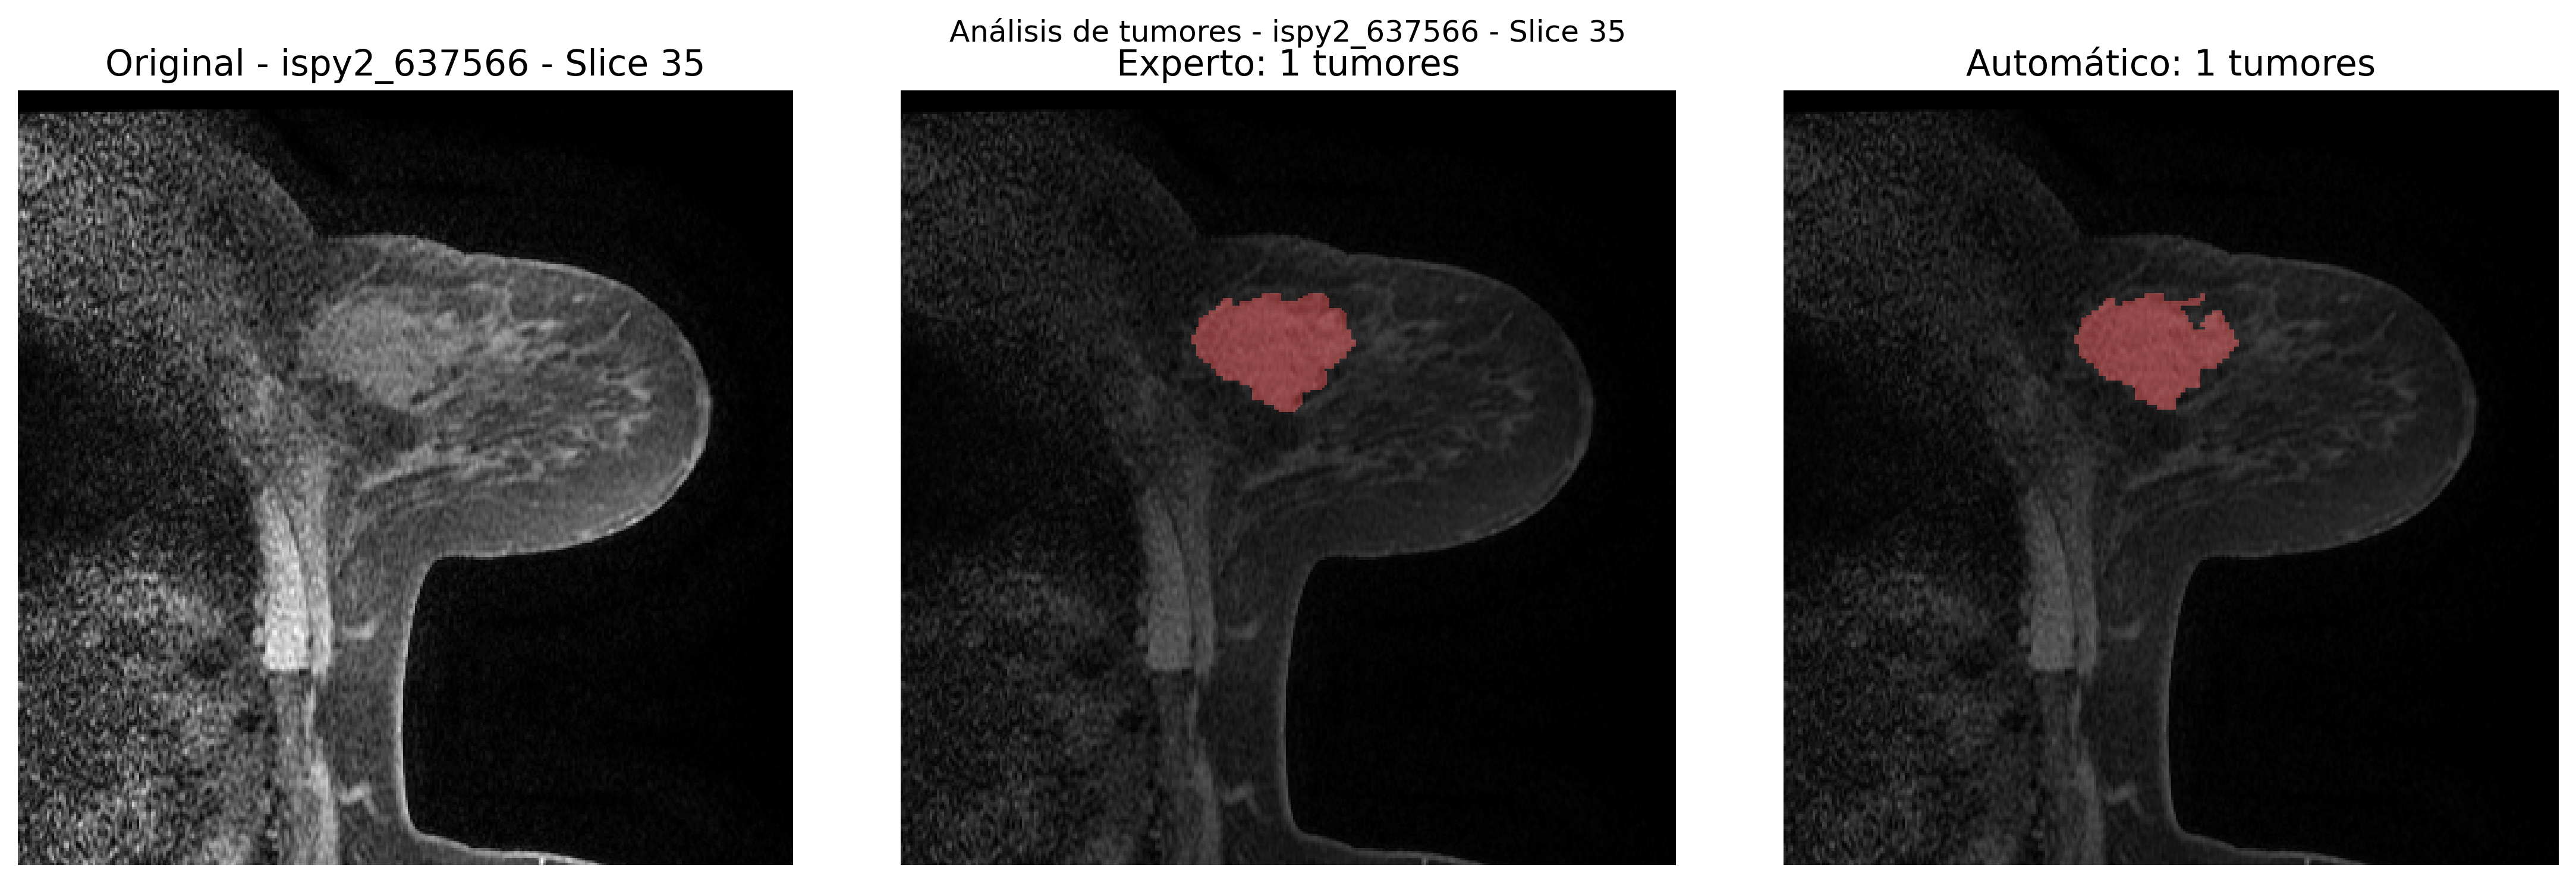 Análisis de tumores - ispy2_637566 - Slice 35
Original - ispy2_637566 - Slice 35
Experto: 1 tumores
Automático: 1 tumores